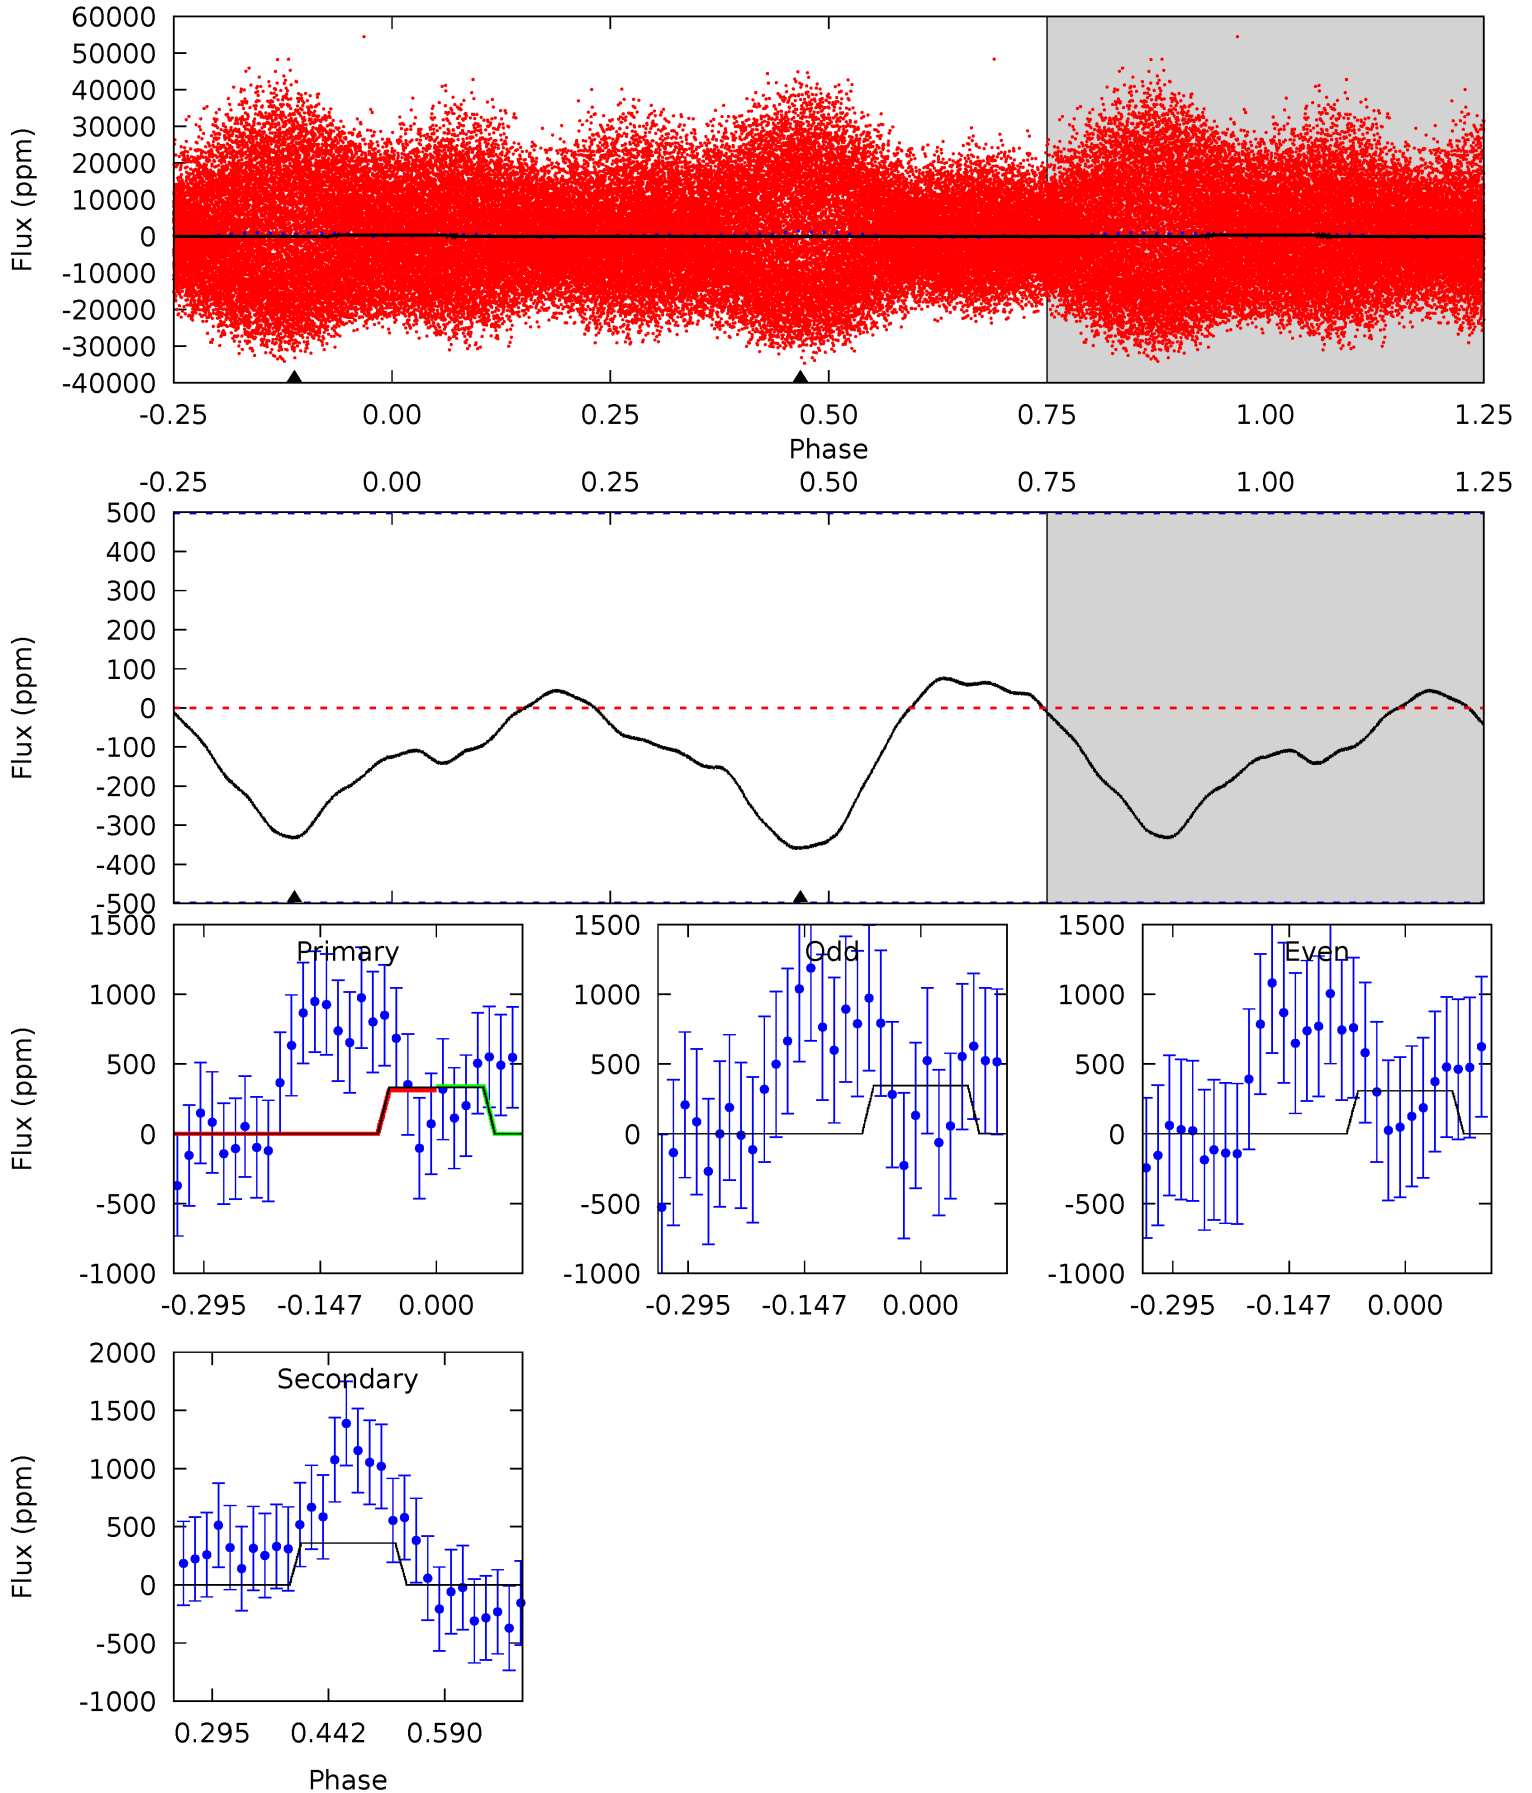 60000
50000
40000
30000
20000
10000
0
-10000
-20000
-30000
-40000
Flux (ppm)
-0.25 0.00 0.25 0.50 0.75 1.00 1.25
Phase
-0.25 0.00 0.25 0.50 0.75 1.00 1.25
500
400
300
200
100
0
-100
-200
-300
-400
-500
Flux (ppm)
Primary
1500
1000
500
0
-500
-1000
Flux (ppm)
-0.295 -0.147 0.000
Odd
1500
1000
500
0
-500
-1000
-0.295 -0.147 0.000
Even
1500
1000
500
0
-500
-1000
-0.295 -0.147 0.000
Secondary
2000
1500
1000
500
0
-500
-1000
Flux (ppm)
0.295 0.442 0.590
Phase